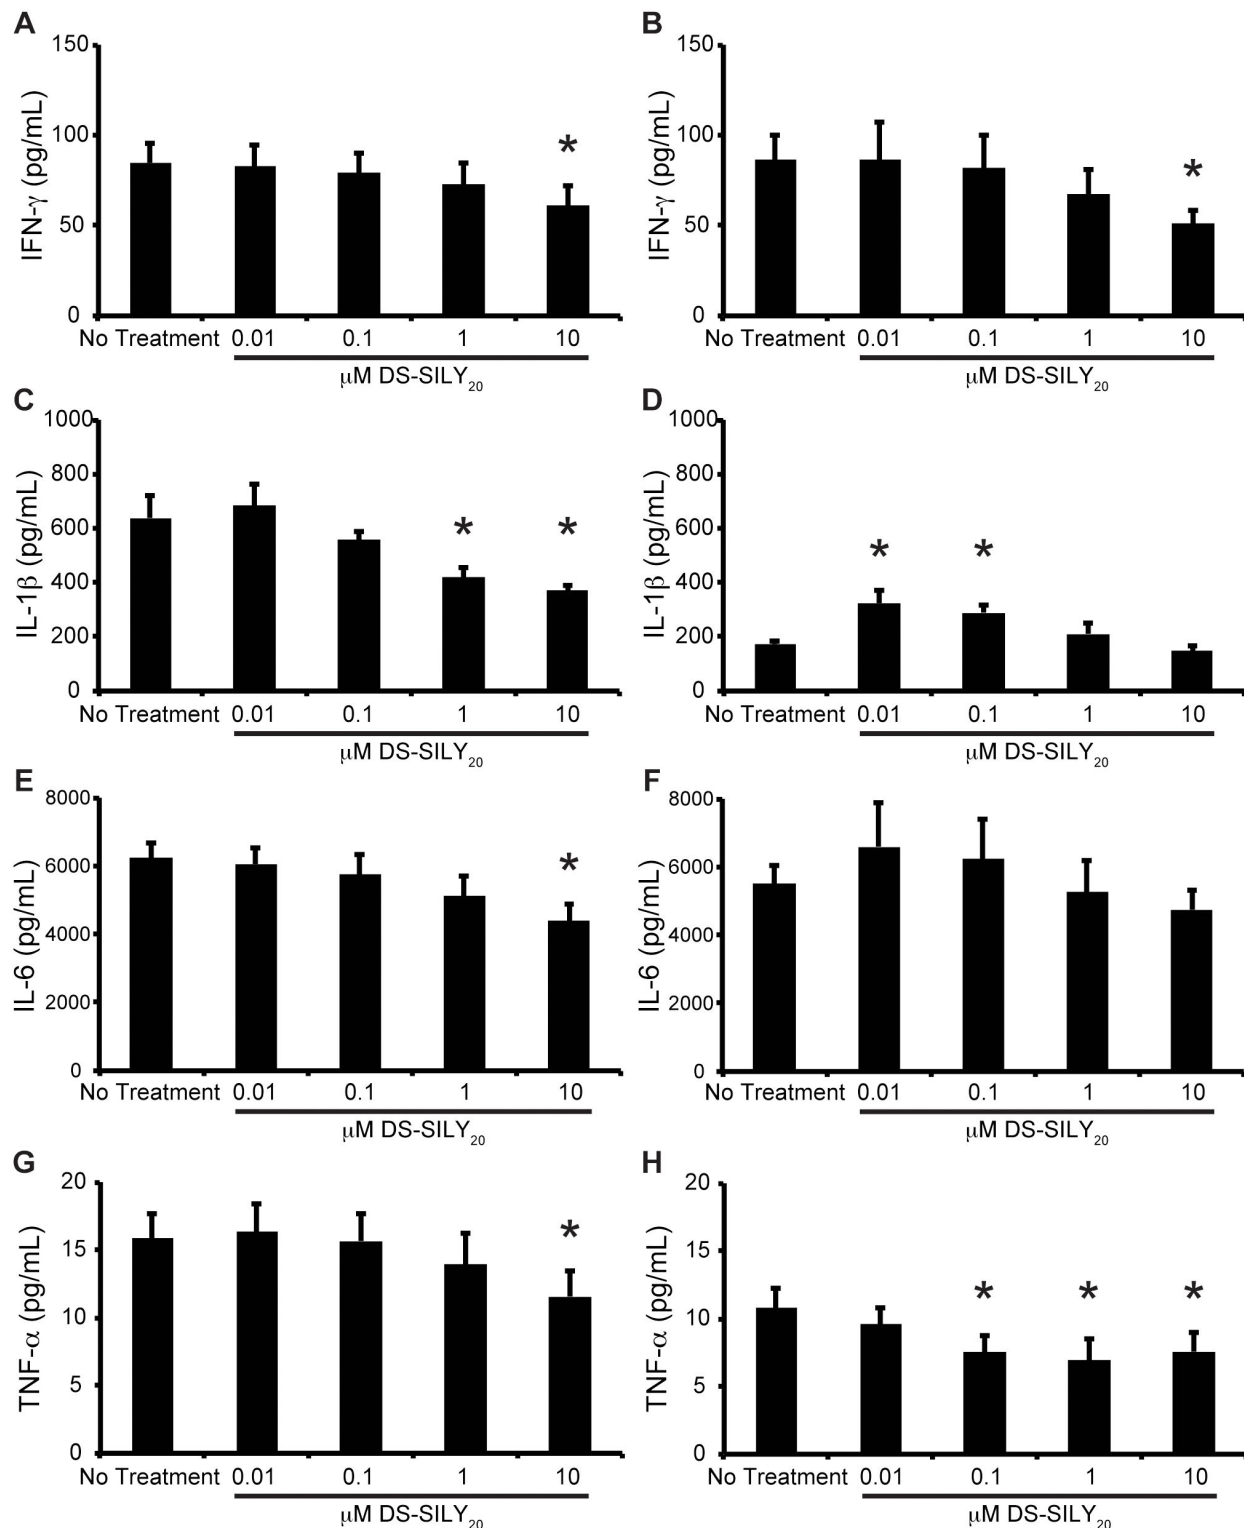 A
IFN-γ (pg/mL)
150
100
50
0
*
No Treatment 0.01 0.1 1 10
μM DS-SILY20
B
IFN-γ (pg/mL)
150
100
50
0
*
No Treatment 0.01 0.1 1 10
μM DS-SILY20
C
IL-1β (pg/mL)
1000
800
600
400
200
0
* *
No Treatment 0.01 0.1 1 10
μM DS-SILY20
D
IL-1β (pg/mL)
1000
800
600
400
200
0
* *
No Treatment 0.01 0.1 1 10
μM DS-SILY20
E
IL-6 (pg/mL)
8000
6000
4000
2000
0
*
No Treatment 0.01 0.1 1 10
μM DS-SILY20
F
IL-6 (pg/mL)
8000
6000
4000
2000
0
No Treatment 0.01 0.1 1 10
μM DS-SILY20
G
TNF-α (pg/mL)
20
15
10
5
0
*
No Treatment 0.01 0.1 1 10
μM DS-SILY20
H
TNF-α (pg/mL)
20
15
10
5
0
* * *
No Treatment 0.01 0.1 1 10
μM DS-SILY20